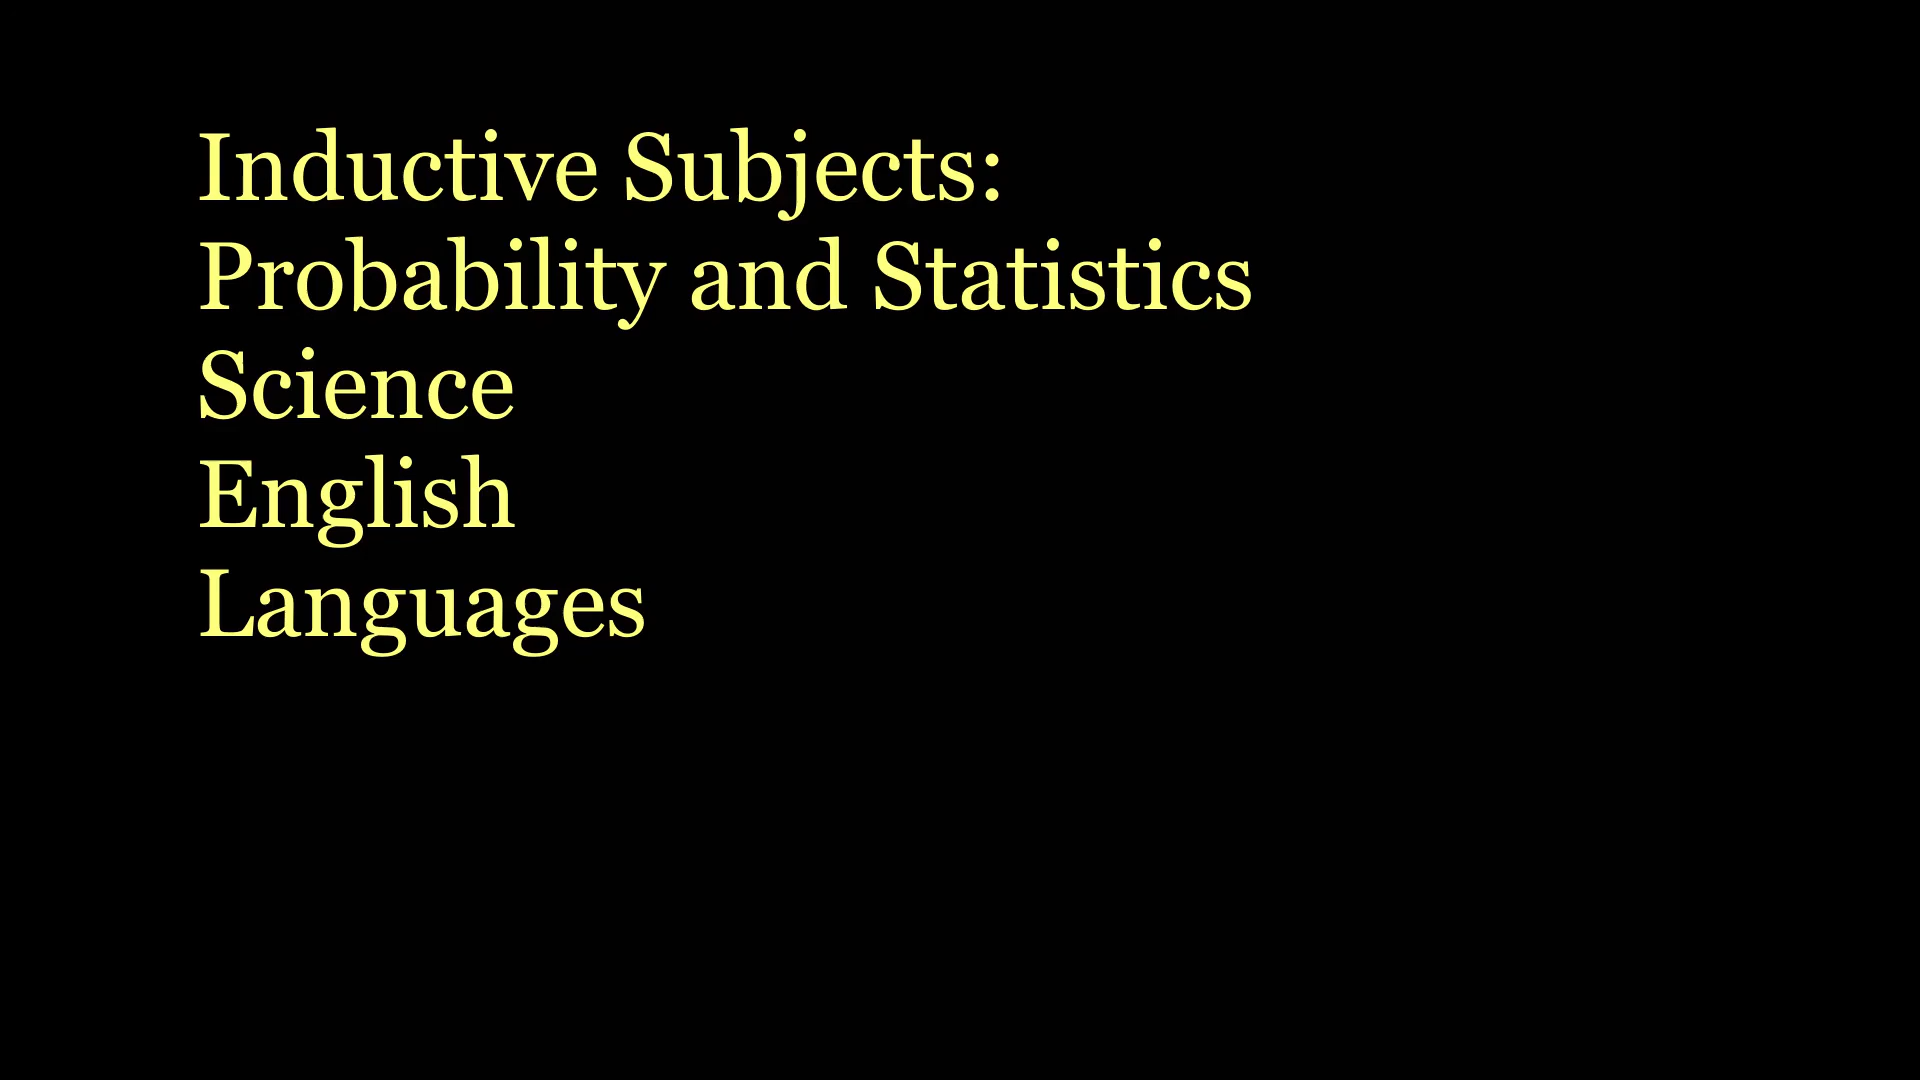 Inductive Subjects:
Probability and Statistics
Science
English
Languages